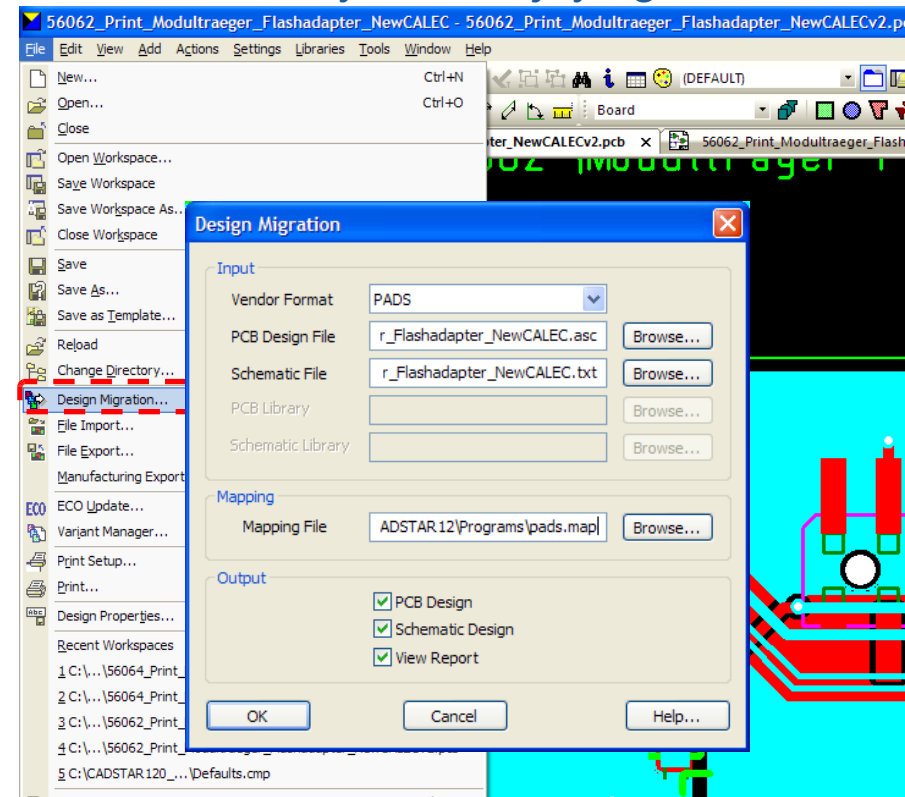 56062_Print_Modultraeger_Flashadapter_NewCALEC - 56062_Print_Modultraeger_Flashadapter_NewCALECv2.p
File Edit View Add Actions Settings Libraries Tools Window Help
New... Ctrl+N
(DEFAULT)
Open... Ctrl+O
Board
Close
ter_NewCALECv2.pcb x 56062_Print_Modultraeger_Flash
Open Workspace...
Save Workspace
Save Workspace As..
Close Workspace
Save
Save As...
Save as Template...
Reload
Change Directory...
Design Migration...
File Import...
File Export...
Manufacturing Export
ECO ECO Update...
Variant Manager...
Print Setup...
Print...
Abc Design Properties...
Recent Workspaces
1 C:\...\56064_Print_
2 C:\...\56064_Print_
3 C:\...\56062_Print_
4 C:\...\56062_Print_
5 C:\CADSTAR120_...\Defaults.cmp
Design Migration
Input
Vendor Format PADS
PCB Design File r_Flashadapter_NewCALEC.asc Browse...
Schematic File r_Flashadapter_NewCALEC.txt Browse...
PCB Library Browse...
Schematic Library Browse...
Mapping
Mapping File ADSTAR12\Programs\pads.map Browse...
Output
PCB Design
Schematic Design
View Report
OK Cancel Help...